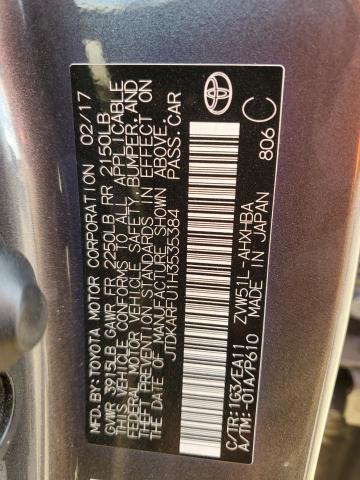 MFD.BY:TOYOTA MOTOR CORPORATION 02/17
GVWR 3915LB GAWR FR 2250LB RR 2150LB
THIS VEHICLE CONFORMS TO ALL APPLICABLE
FEDERAL MOTOR VEHICLE SAFETY,BUMPER,AND
THEFT PREVENTION STANDARDS IN EFFECT ON
THE DATE OF MANUFACTURE SHOWN ABOVE.
JTDKARFU1H3535384 PASS.CAR
C/TR:1G3/EA11 ZVW51L-AHXHBA
A/TM:-01A/P610 MADE IN JAPAN
806
C